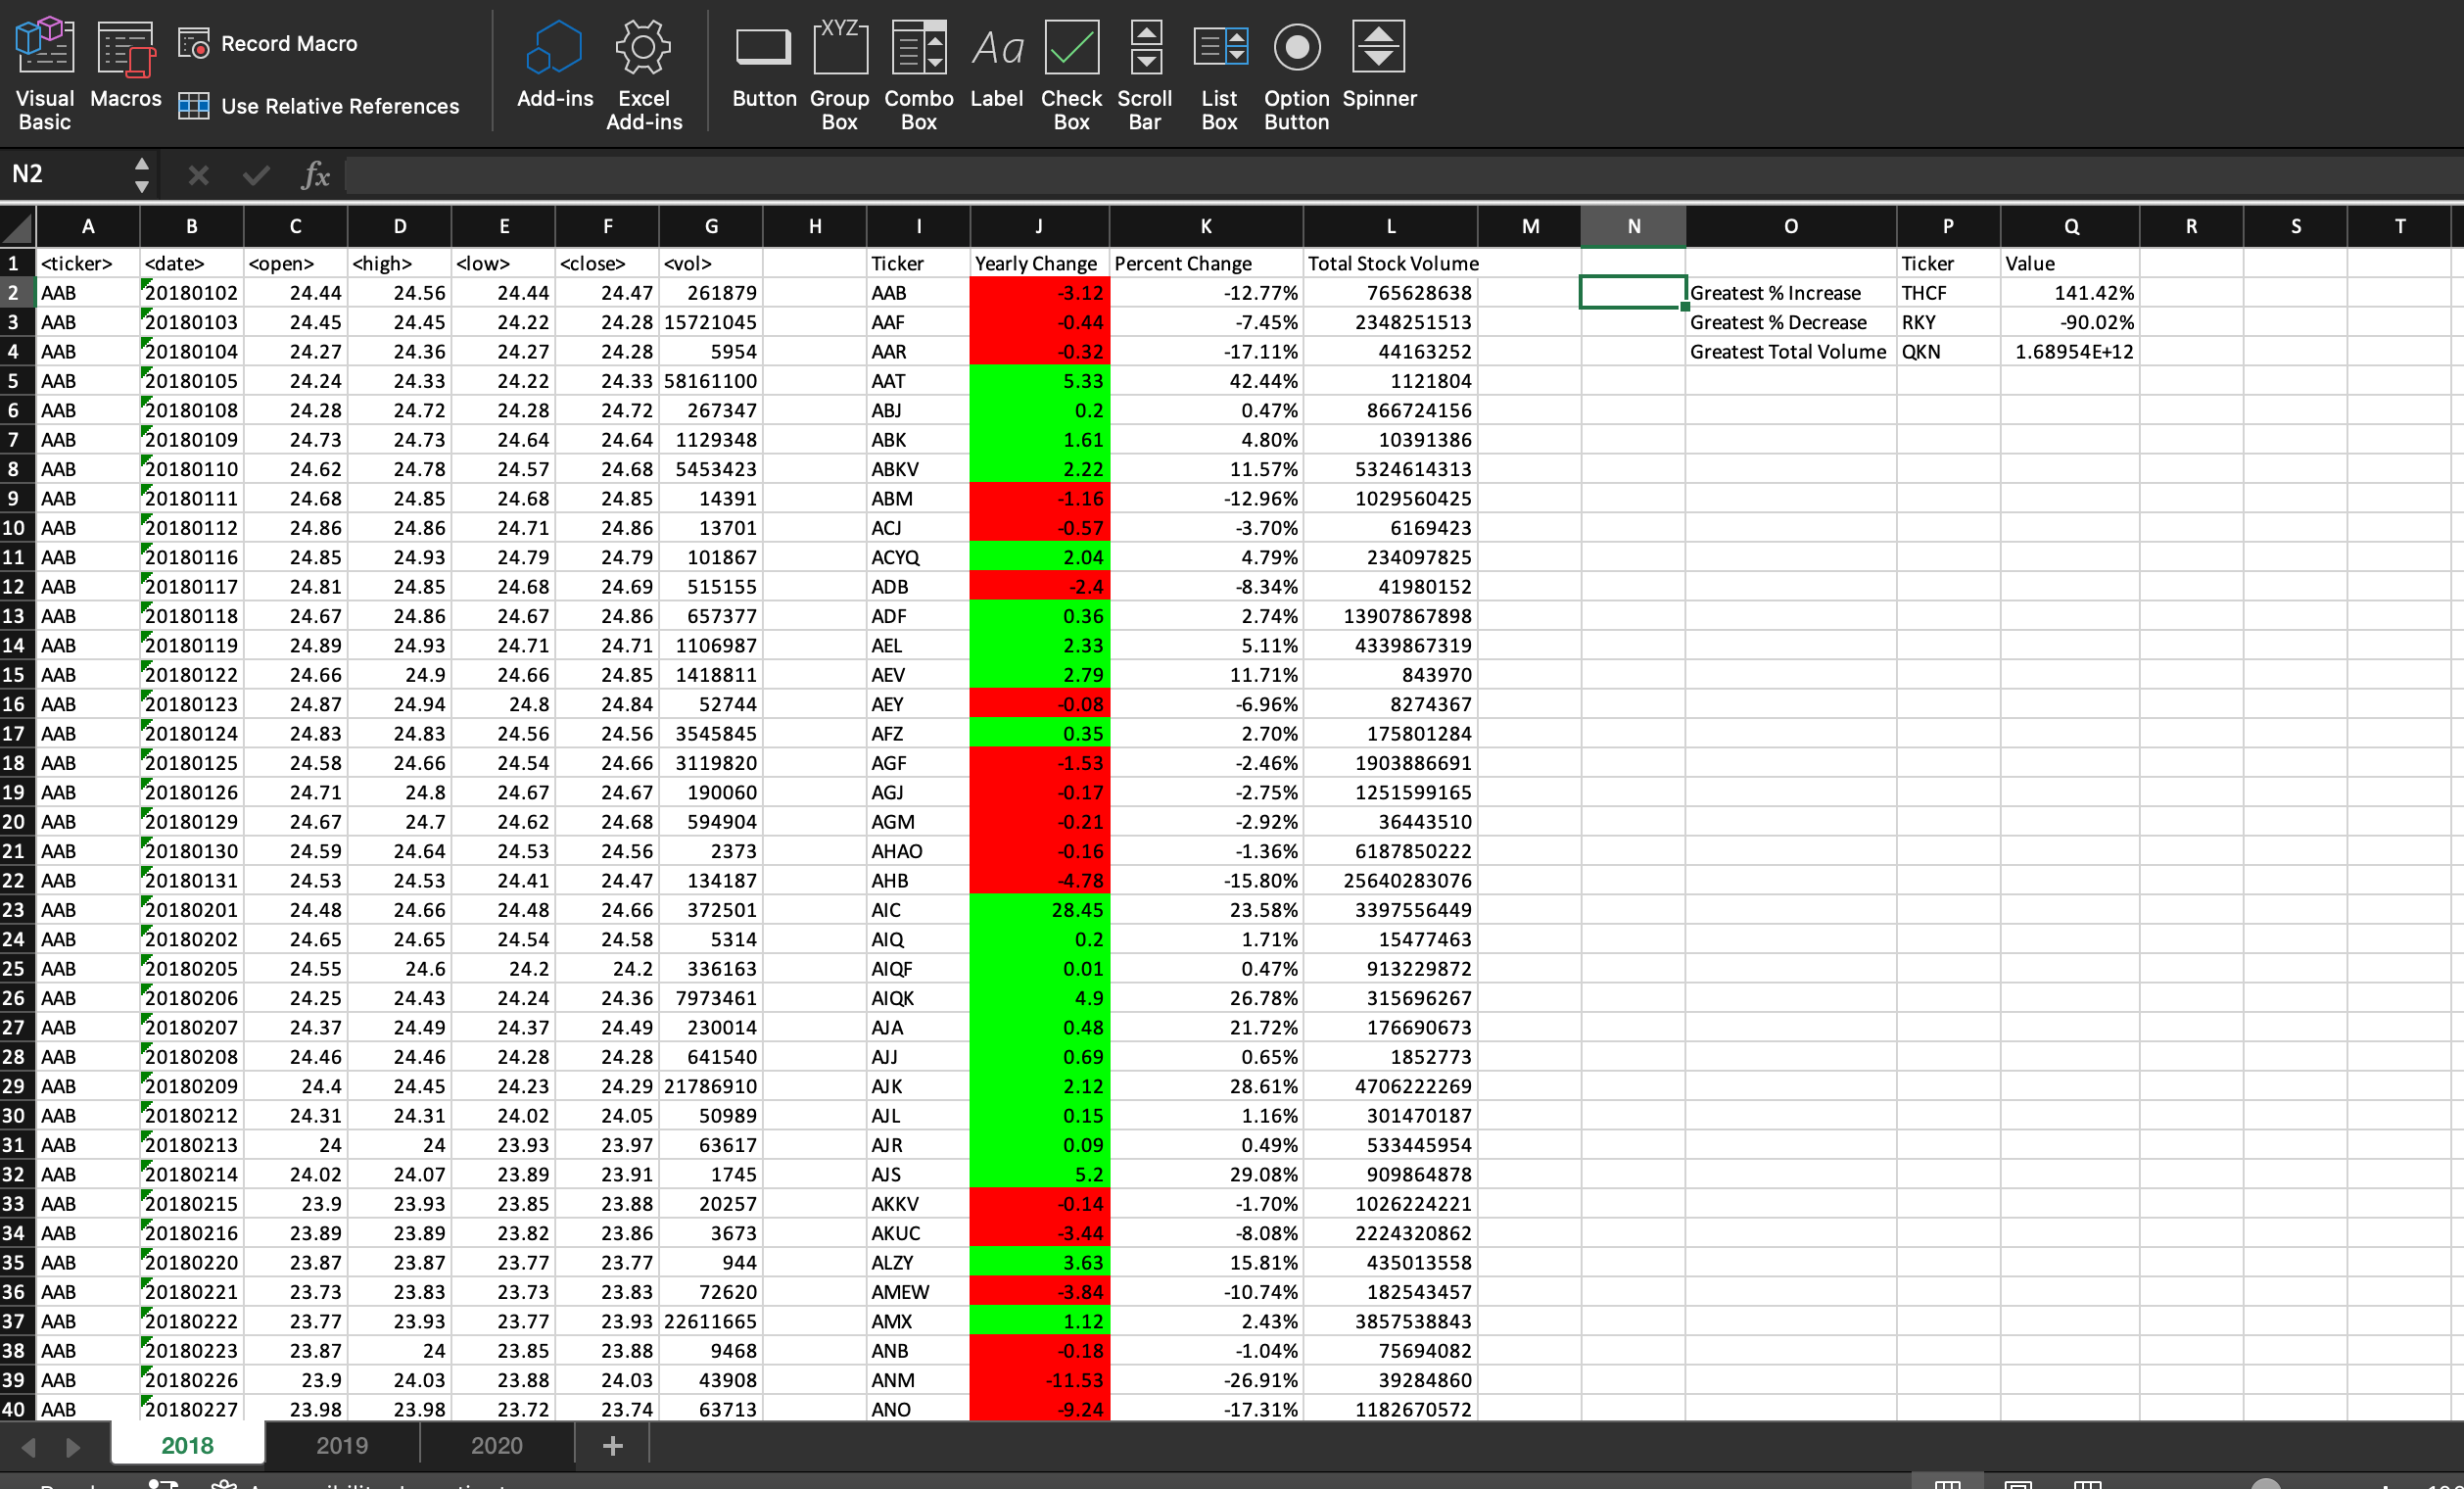 Visual Basic Macros Record Macro Use Relative References Add-ins Excel Add-ins Button Group Box Combo Box Label Check Box Scroll Bar List Box Option Button Spinner
XYZ Aa
N2 fx
A B C D E F G H I J K L M N O P Q R S T
1 <ticker> <date> <open> <high> <low> <close> <vol> Ticker Yearly Change Percent Change Total Stock Volume Ticker Value
2 AAB 20180102 24.44 24.56 24.44 24.47 261879 AAB -3.12 -12.77% 765628638 Greatest % Increase THCF 141.42%
3 AAB 20180103 24.45 24.45 24.22 24.28 15721045 AAF -0.44 -7.45% 2348251513 Greatest % Decrease RKY -90.02%
4 AAB 20180104 24.27 24.36 24.27 24.28 5954 AAR -0.32 -17.11% 44163252 Greatest Total Volume QKN 1.68954E+12
5 AAB 20180105 24.24 24.33 24.22 24.33 58161100 AAT 5.33 42.44% 1121804
6 AAB 20180108 24.28 24.72 24.28 24.72 267347 ABJ 0.2 0.47% 866724156
7 AAB 20180109 24.73 24.73 24.64 24.64 1129348 ABK 1.61 4.80% 10391386
8 AAB 20180110 24.62 24.78 24.57 24.68 5453423 ABKV 2.22 11.57% 5324614313
9 AAB 20180111 24.68 24.85 24.68 24.85 14391 ABM -1.16 -12.96% 1029560425
10 AAB 20180112 24.86 24.86 24.71 24.86 13701 ACJ -0.57 -3.70% 6169423
11 AAB 20180116 24.85 24.93 24.79 24.79 101867 ACYQ 2.04 4.79% 234097825
12 AAB 20180117 24.81 24.85 24.68 24.69 515155 ADB -2.4 -8.34% 41980152
13 AAB 20180118 24.67 24.86 24.67 24.86 657377 ADF 0.36 2.74% 13907867898
14 AAB 20180119 24.89 24.93 24.71 24.71 1106987 AEL 2.33 5.11% 4339867319
15 AAB 20180122 24.66 24.9 24.66 24.85 1418811 AEV 2.79 11.71% 843970
16 AAB 20180123 24.87 24.94 24.8 24.84 52744 AEY -0.08 -6.96% 8274367
17 AAB 20180124 24.83 24.83 24.56 24.56 3545845 AFZ 0.35 2.70% 175801284
18 AAB 20180125 24.58 24.66 24.54 24.66 3119820 AGF -1.53 -2.46% 1903886691
19 AAB 20180126 24.71 24.8 24.67 24.67 190060 AGJ -0.17 -2.75% 1251599165
20 AAB 20180129 24.67 24.7 24.62 24.68 594904 AGM -0.21 -2.92% 36443510
21 AAB 20180130 24.59 24.64 24.53 24.56 2373 AHAO -0.16 -1.36% 6187850222
22 AAB 20180131 24.53 24.53 24.41 24.47 134187 AHB -4.78 -15.80% 25640283076
23 AAB 20180201 24.48 24.66 24.48 24.66 372501 AIC 28.45 23.58% 3397556449
24 AAB 20180202 24.65 24.65 24.54 24.58 5314 AIQ 0.2 1.71% 15477463
25 AAB 20180205 24.55 24.6 24.2 24.2 336163 AIQF 0.01 0.47% 913229872
26 AAB 20180206 24.25 24.43 24.24 24.36 7973461 AIQK 4.9 26.78% 315696267
27 AAB 20180207 24.37 24.49 24.37 24.49 230014 AJA 0.48 21.72% 176690673
28 AAB 20180208 24.46 24.46 24.28 24.28 641540 AJJ 0.69 0.65% 1852773
29 AAB 20180209 24.4 24.45 24.23 24.29 21786910 AJK 2.12 28.61% 4706222269
30 AAB 20180212 24.31 24.31 24.02 24.05 50989 AJL 0.15 1.16% 301470187
31 AAB 20180213 24 24 23.93 23.97 63617 AJR 0.09 0.49% 533445954
32 AAB 20180214 24.02 24.07 23.89 23.91 1745 AJS 5.2 29.08% 909864878
33 AAB 20180215 23.9 23.93 23.85 23.88 20257 AKKV -0.14 -1.70% 1026224221
34 AAB 20180216 23.89 23.89 23.82 23.86 3673 AKUC -3.44 -8.08% 2224320862
35 AAB 20180220 23.87 23.87 23.77 23.77 944 ALZY 3.63 15.81% 435013558
36 AAB 20180221 23.73 23.83 23.73 23.83 72620 AMEW -3.84 -10.74% 182543457
37 AAB 20180222 23.77 23.93 23.77 23.93 22611665 AMX 1.12 2.43% 3857538843
38 AAB 20180223 23.87 24 23.85 23.88 9468 ANB -0.18 -1.04% 75694082
39 AAB 20180226 23.9 24.03 23.88 24.03 43908 ANM -11.53 -26.91% 39284860
40 AAB 20180227 23.98 23.98 23.72 23.74 63713 ANO -9.24 -17.31% 1182670572
2018 2019 2020 +